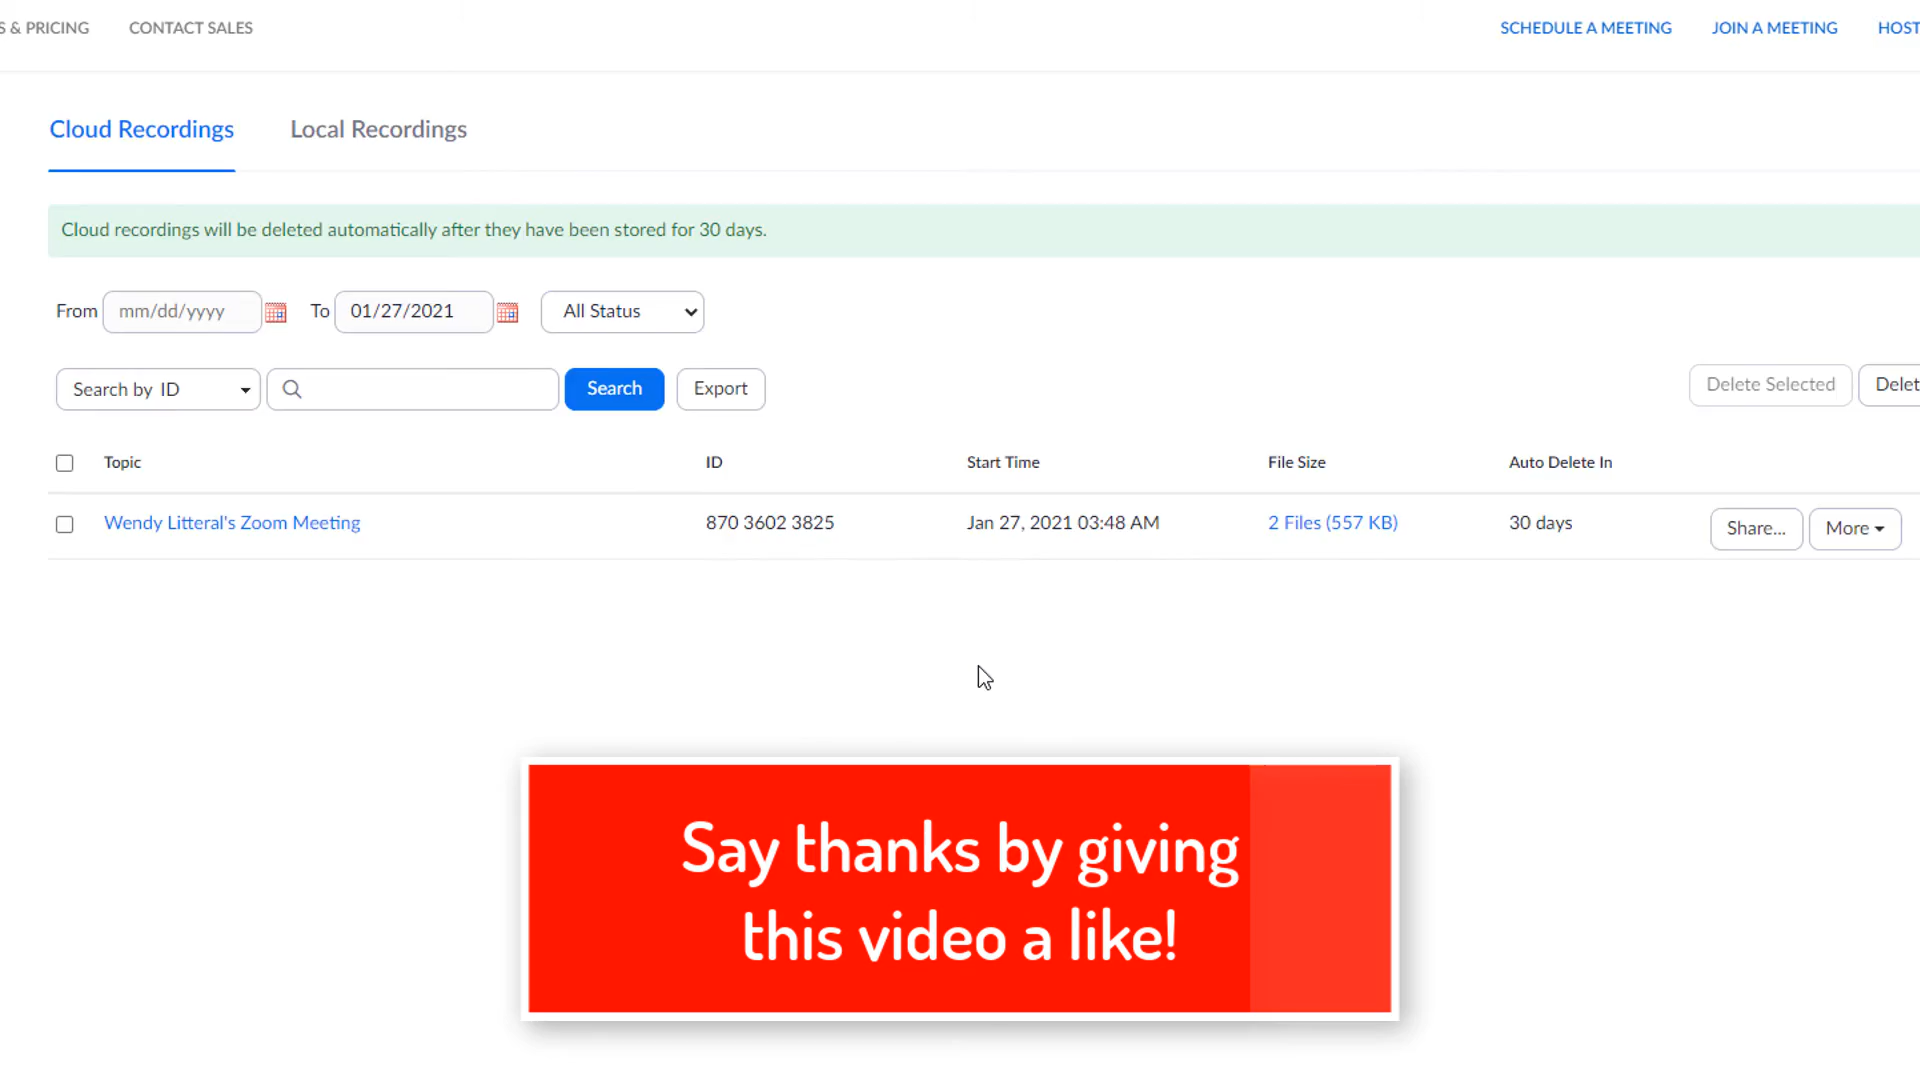 & PRICING CONTACT SALES SCHEDULE A MEETING JOIN A MEETING HOST
Cloud Recordings Local Recordings
Cloud recordings will be deleted automatically after they have been stored for 30 days.
From mm/dd/yyyy To 01/27/2021 All Status
Search by ID Search Export Delete Selected Delet
Topic ID Start Time File Size Auto Delete In
Wendy Litteral's Zoom Meeting 870 3602 3825 Jan 27, 2021 03:48 AM 2 Files (557 KB) 30 days Share... More
Say thanks by giving
this video a like!